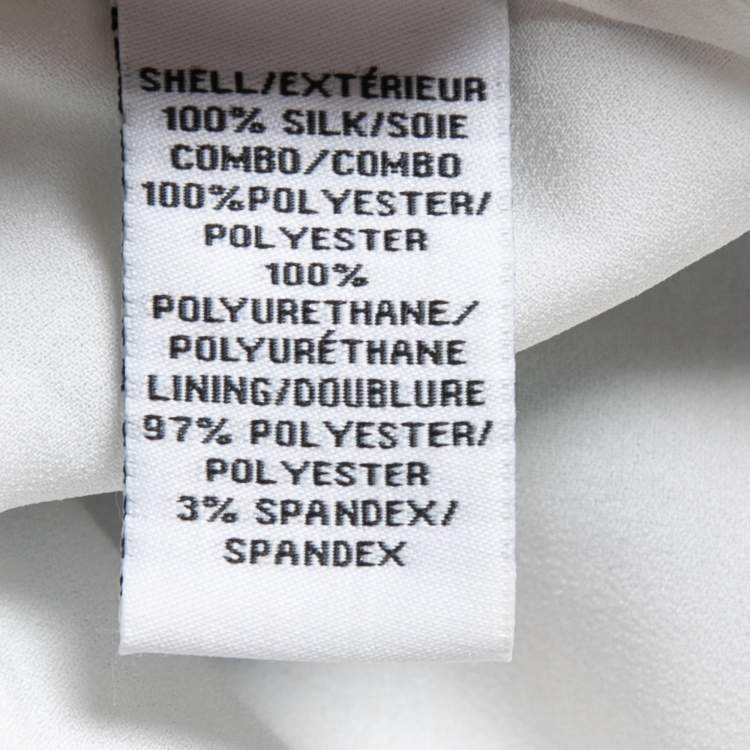 SHELL/EXTÉRIEUR
100% SILK/SOIE
COMBO/COMBO
100%POLYESTER/
POLYESTER
100%
POLYURETHANE/
POLYURÉTHANE
LINING/DOUBLURE
97% POLYESTER/
POLYESTER
3% SPANDEX/
SPANDEX